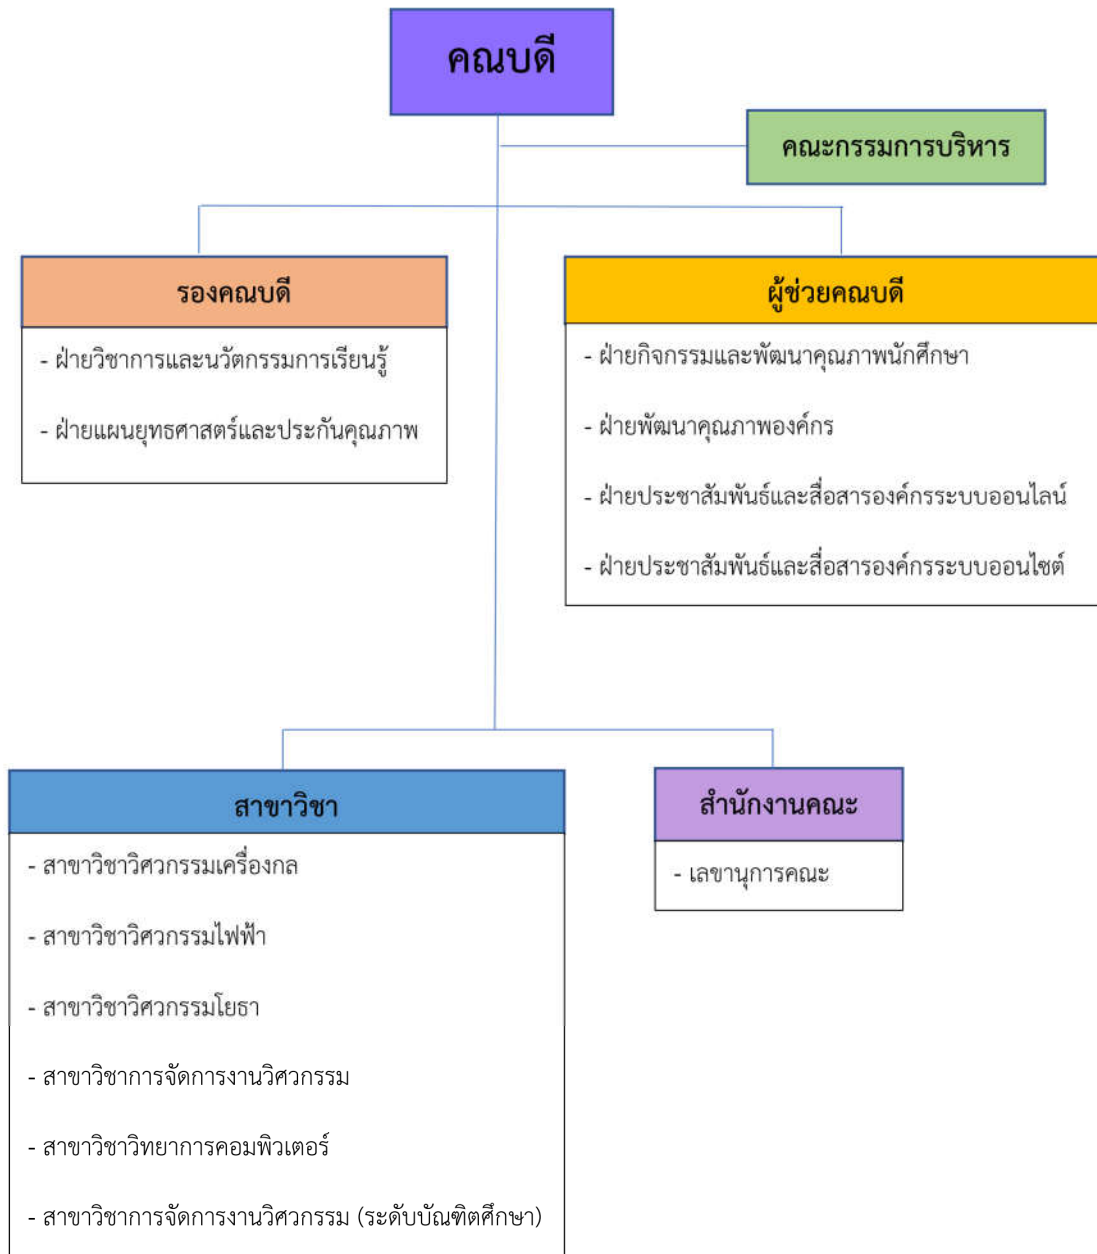 คณบดี
คณะกรรมการบริหาร
รองคณบดี
- ฝ่ายวิชาการและนวัตกรรมการเรียนรู้
- ฝ่ายแผนยุทธศาสตร์และประกันคุณภาพ
ผู้ช่วยคณบดี
- ฝ่ายกิจกรรมและพัฒนาคุณภาพนักศึกษา
- ฝ่ายพัฒนาคุณภาพองค์กร
- ฝ่ายประชาสัมพันธ์และสื่อสารองค์กรระบบออนไลน์
- ฝ่ายประชาสัมพันธ์และสื่อสารองค์กรระบบออนไซต์
สาขาวิชา
- สาขาวิชาวิศวกรรมเครื่องกล
- สาขาวิชาวิศวกรรมไฟฟ้า
- สาขาวิชาวิศวกรรมโยธา
- สาขาวิชาการจัดการงานวิศวกรรม
- สาขาวิชาวิทยาการคอมพิวเตอร์
- สาขาวิชาการจัดการงานวิศวกรรม (ระดับบัณฑิตศึกษา)
สำนักงานคณะ
- เลขานุการคณะ